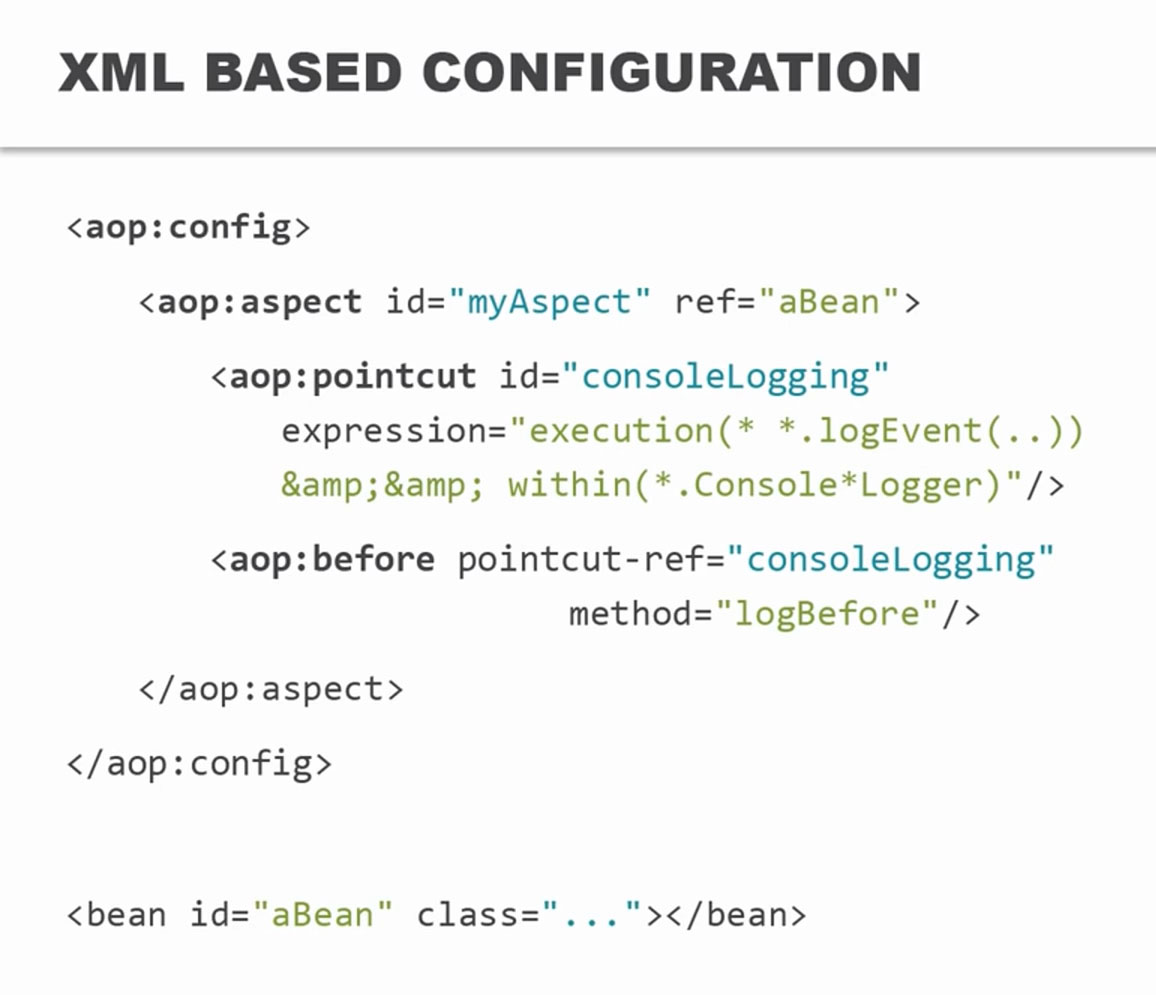 XML BASED CONFIGURATION
<aop:config>
<aop:aspect id="myAspect" ref="aBean">
<aop:pointcut id="consoleLogging"
expression="execution(* *.logEvent(..))
&amp;&amp; within(*.Console*Logger)"/>
<aop:before pointcut-ref="consoleLogging"
method="logBefore"/>
</aop:aspect>
</aop:config>
<bean id="aBean" class="..."></bean>